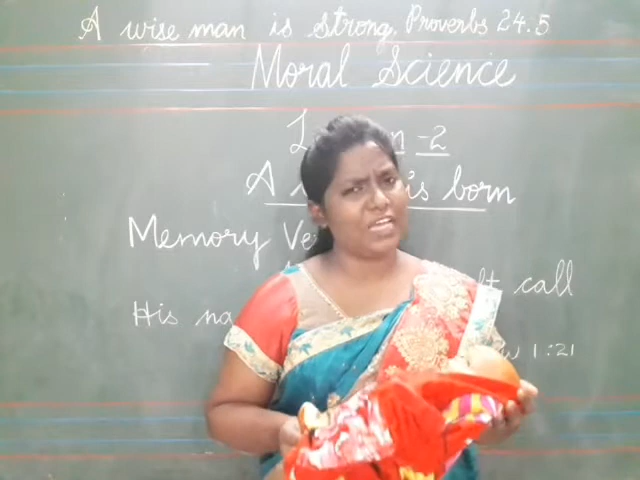 A wise man is strong. Proverbs 24.5
Moral Science
-2
A is born
Memory
call
His
1:21